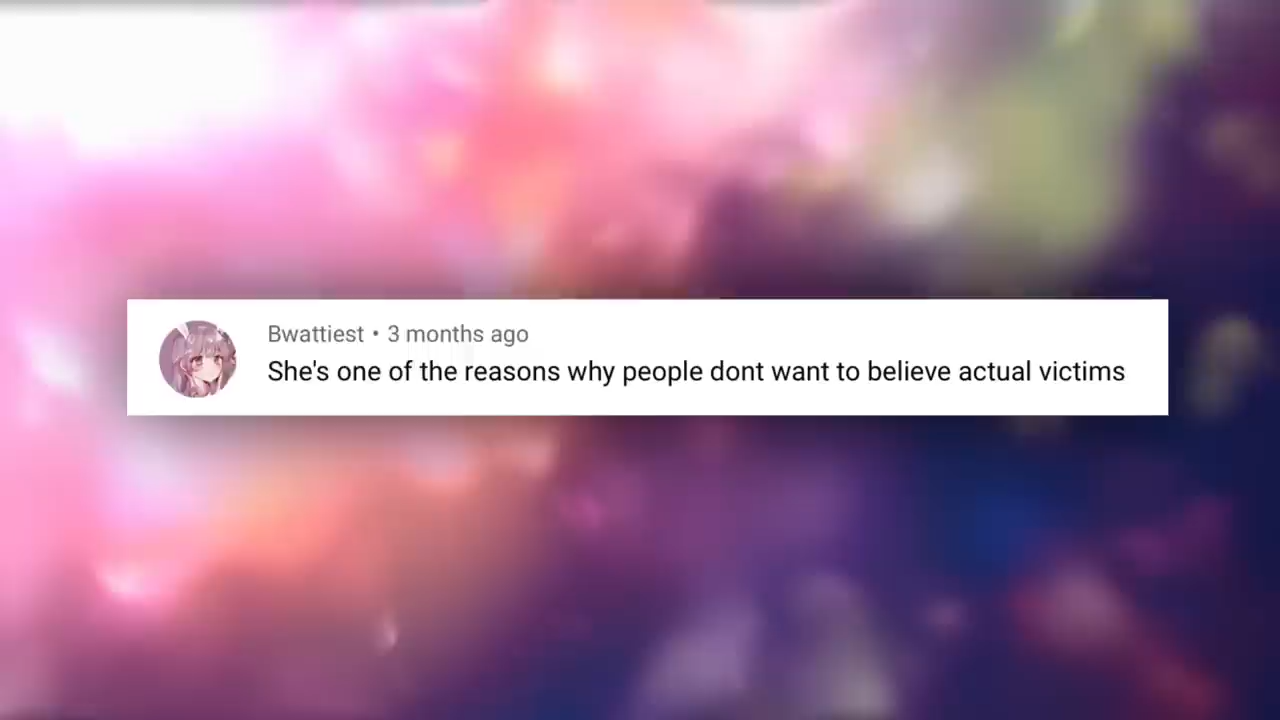 Bwattiest • 3 months ago
She's one of the reasons why people dont want to believe actual victims